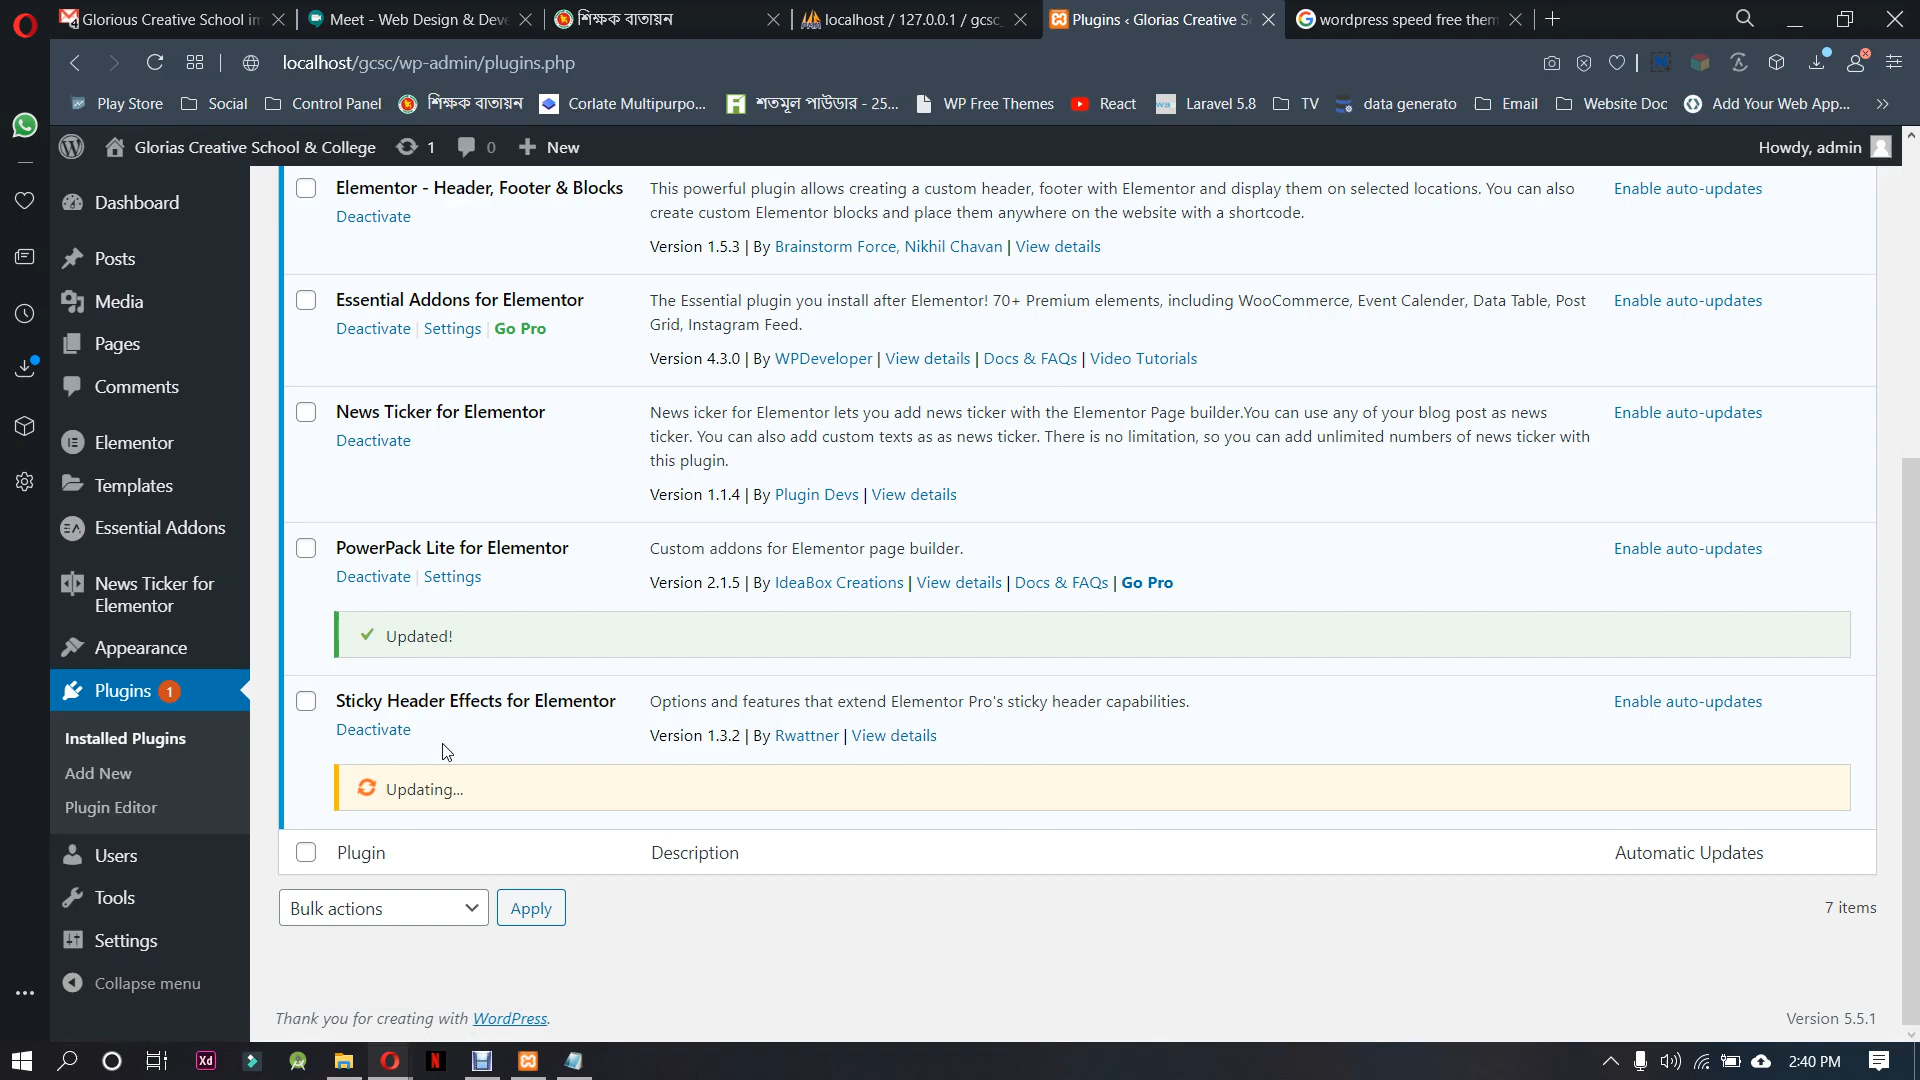 Glorious Creative School in
Meet - Web Design & Deve
শিক্ষক বাতায়ন
localhost / 127.0.0.1 / gcsc_
Plugins ‹ Glorias Creative S
wordpress speed free them
localhost/gcsc/wp-admin/plugins.php
Play Store
Social
Control Panel
শিক্ষক বাতায়ন
Corlate Multipurpo...
শতমূল পাউডার - 25...
WP Free Themes
React
Laravel 5.8
TV
data generato
Email
Website Doc
Add Your Web App...
Glorias Creative School & College
1
0
New
Howdy, admin
Dashboard
Posts
Media
Pages
Comments
Elementor
Templates
Essential Addons
News Ticker for
Elementor
Appearance
Plugins 1
Installed Plugins
Add New
Plugin Editor
Users
Tools
Settings
Collapse menu
Elementor - Header, Footer & Blocks
Deactivate
This powerful plugin allows creating a custom header, footer with Elementor and display them on selected locations. You can also
create custom Elementor blocks and place them anywhere on the website with a shortcode.
Version 1.5.3 | By Brainstorm Force, Nikhil Chavan | View details
Enable auto-updates
Essential Addons for Elementor
Deactivate | Settings | Go Pro
The Essential plugin you install after Elementor! 70+ Premium elements, including WooCommerce, Event Calender, Data Table, Post
Grid, Instagram Feed.
Version 4.3.0 | By WPDeveloper | View details | Docs & FAQs | Video Tutorials
Enable auto-updates
News Ticker for Elementor
Deactivate
News icker for Elementor lets you add news ticker with the Elementor Page builder.You can use any of your blog post as news
ticker. You can also add custom texts as as news ticker. There is no limitation, so you can add unlimited numbers of news ticker with
this plugin.
Version 1.1.4 | By Plugin Devs | View details
Enable auto-updates
PowerPack Lite for Elementor
Deactivate | Settings
Custom addons for Elementor page builder.
Version 2.1.5 | By IdeaBox Creations | View details | Docs & FAQs | Go Pro
Enable auto-updates
Updated!
Sticky Header Effects for Elementor
Deactivate
Options and features that extend Elementor Pro's sticky header capabilities.
Version 1.3.2 | By Rwattner | View details
Enable auto-updates
Updating...
Plugin
Description
Automatic Updates
Bulk actions
Apply
7 items
Thank you for creating with WordPress.
Version 5.5.1
Xd
N
2:40 PM